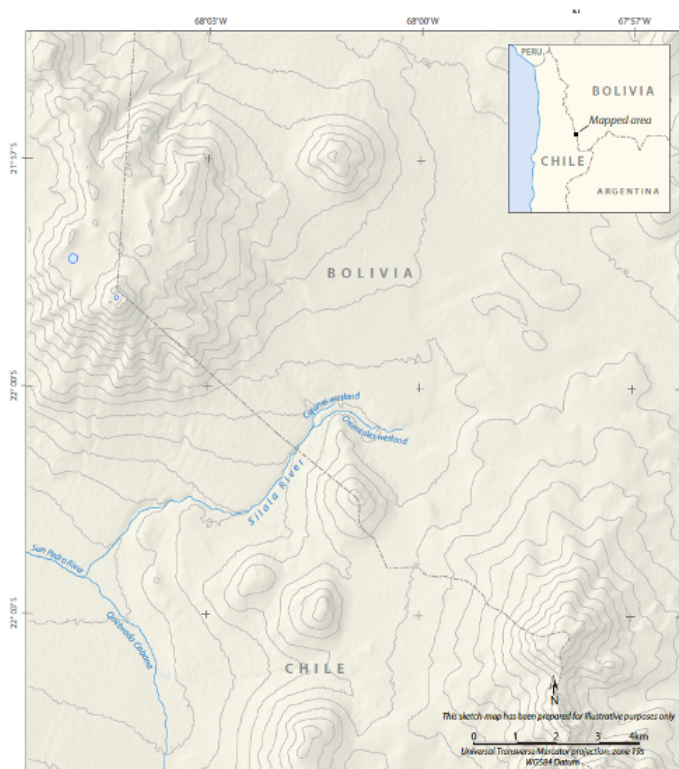 68°03'W
68°00'W
67°57'W
PERU
BOLIVIA
Mapped area
CHILE
ARGENTINA
21°57'S
BOLIVIA
22°00'S
Cajones wetland
Orientales wetland
Silala River
San Pedro River
Quebrada Cabana
22°03'S
CHILE
N
This sketch-map has been prepared for illustrative purposes only
0 1 2 4km
Universal Transverse Mercator projection: zone 19s
WGS84 Datum